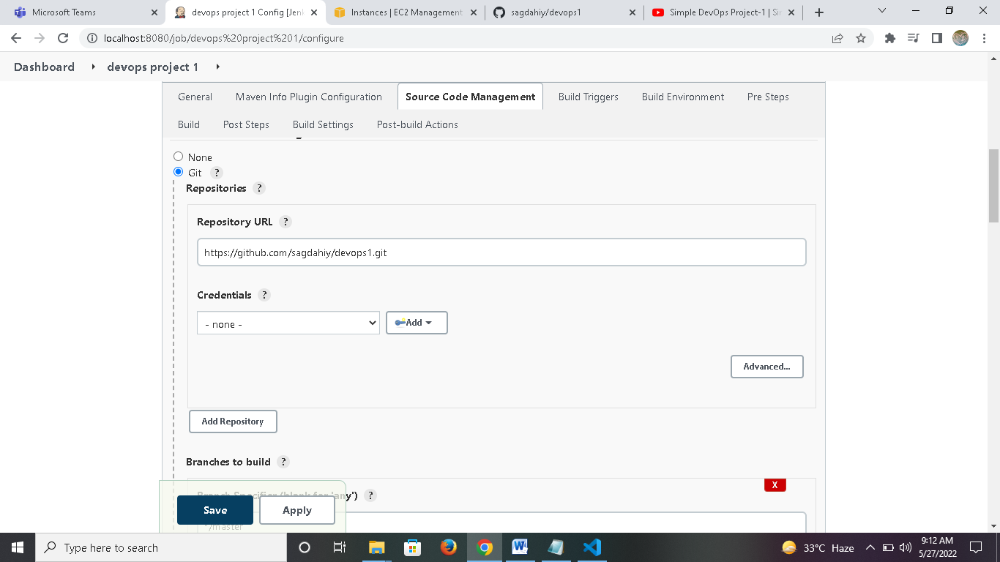 Microsoft Teams
devops project 1 Config [Jen
Instances | EC2 Management
sagdahiy/devops1
Simple DevOps Project-1 | Si
localhost:8080/job/devops%20project%201/configure
Dashboard
devops project 1
General
Maven Info Plugin Configuration
Source Code Management
Build Triggers
Build Environment
Pre Steps
Build
Post Steps
Build Settings
Post-build Actions
None
Git ?
Repositories ?
Repository URL ?
https://github.com/sagdahiy/devops1.git
Credentials ?
- none -
Add
Advanced...
Add Repository
Branches to build ?
X
Branch Specifier (blank for 'any') ?
*/master
Save
Apply
Type here to search
33°C Haze
9:12 AM
5/27/2022